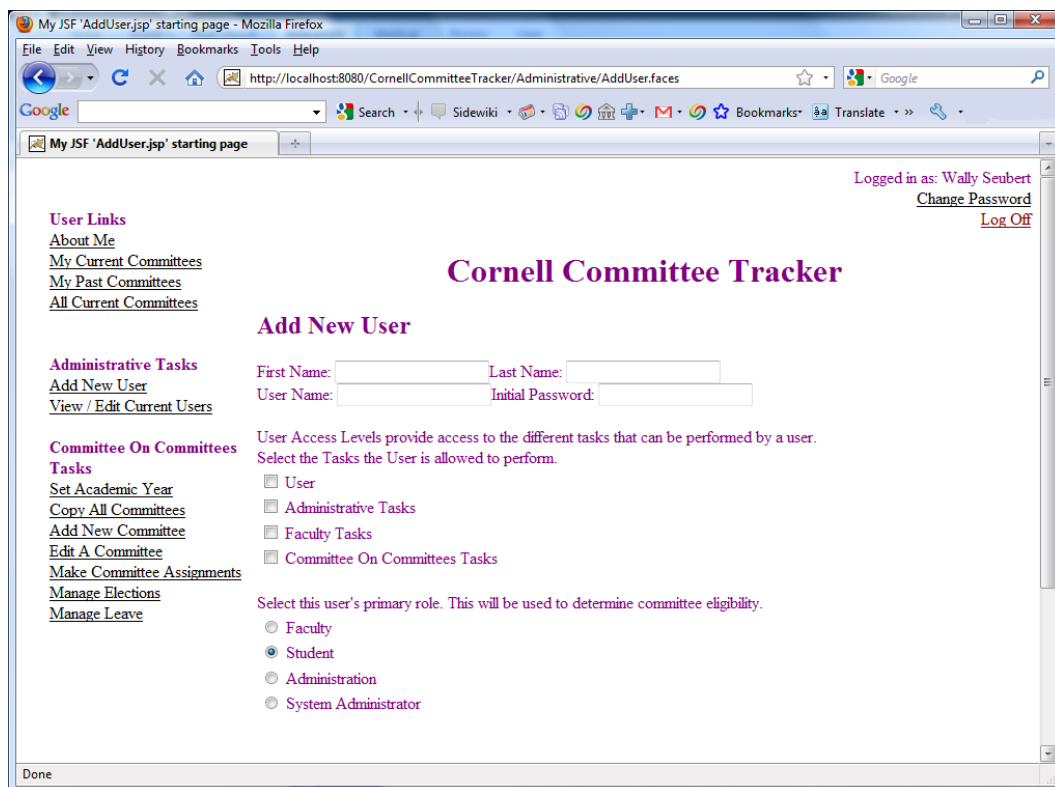 My JSF 'AddUser.jsp' starting page - Mozilla Firefox
File Edit View History Bookmarks Tools Help
http://localhost:8080/CornellCommitteeTracker/Administrative/AddUser.faces
Google
Google Search Sidewiki Bookmarks Translate »
My JSF 'AddUser.jsp' starting page
Logged in as: Wally Seubert
Change Password
Log Off
User Links
About Me
My Current Committees
My Past Committees
All Current Committees
Administrative Tasks
Add New User
View / Edit Current Users
Committee On Committees
Tasks
Set Academic Year
Copy All Committees
Add New Committee
Edit A Committee
Make Committee Assignments
Manage Elections
Manage Leave
Cornell Committee Tracker
Add New User
First Name: Last Name:
User Name: Initial Password:
User Access Levels provide access to the different tasks that can be performed by a user.
Select the Tasks the User is allowed to perform.
User
Administrative Tasks
Faculty Tasks
Committee On Committees Tasks
Select this user's primary role. This will be used to determine committee eligibility.
Faculty
Student
Administration
System Administrator
Done